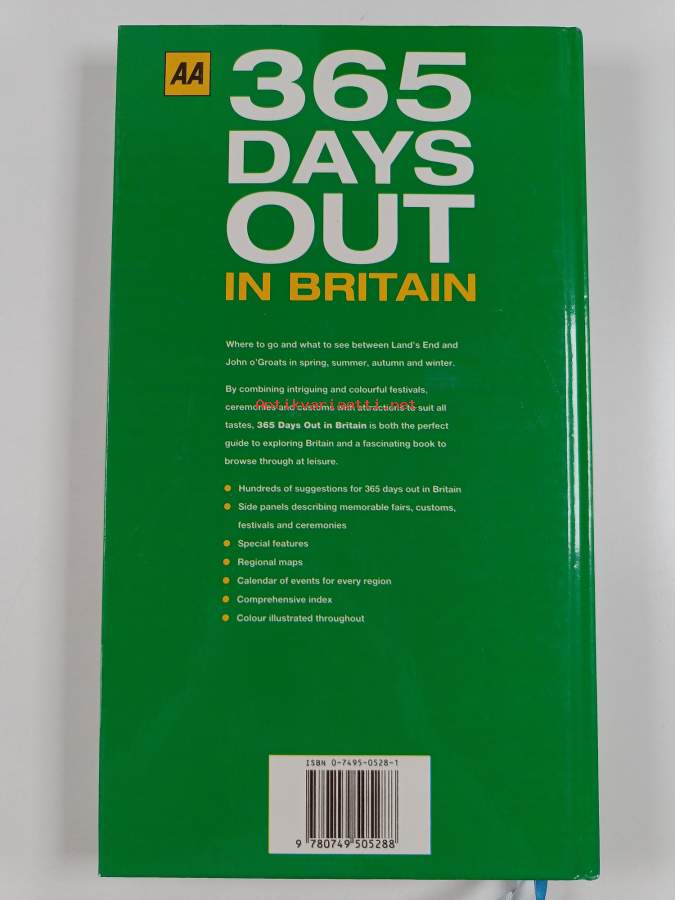 AA
365
DAYS
OUT
IN BRITAIN
Where to go and what to see between Land's End and
John o'Groats in spring, summer, autumn and winter.
By combining intriguing and colourful festivals,
Antikvariaatti.net
ceremonies and customs with attractions to suit all
tastes, 365 Days Out in Britain is both the perfect
guide to exploring Britain and a fascinating book to
browse through at leisure.
Hundreds of suggestions for 365 days out in Britain
Side panels describing memorable fairs, customs,
festivals and ceremonies
Special features
Regional maps
Calendar of events for every region
Comprehensive index
Colour illustrated throughout
ISBN 0-7495-0528-1
9 780749 505288